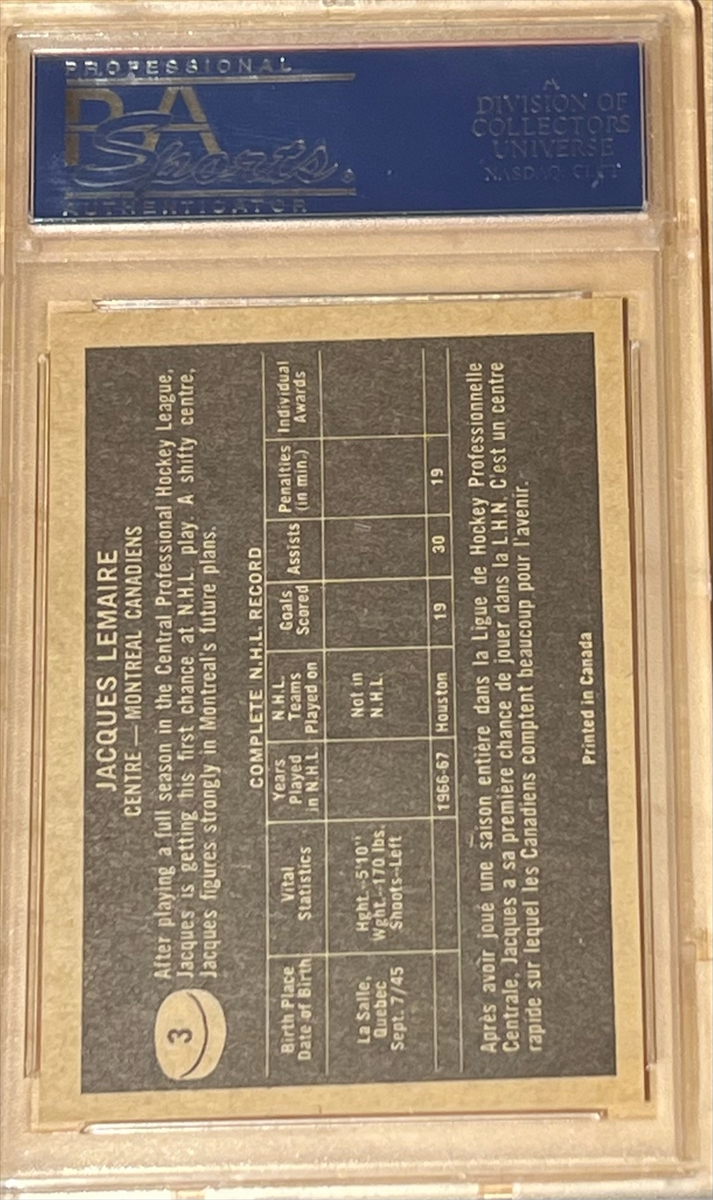 PROFESSIONAL
PSA
Sports
AUTHENTICATOR
A
DIVISION OF
COLLECTORS
UNIVERSE
NASDAQ: CLCT
3
JACQUES LEMAIRE
CENTRE — MONTREAL CANADIENS
After playing a full season in the Central Professional Hockey League,
Jacques is getting his first chance at N.H.L. play. A shifty centre,
Jacques figures strongly in Montreal's future plans.
COMPLETE N.H.L. RECORD
Birth Place Date of Birth | Vital Statistics | Years Played in N.H.L. | N.H.L. Teams Played on | Goals Scored | Assists | Penalties (in min.) | Individual Awards
La Salle, Quebec Sept. 7/45 | Hght.-5'10" Wght.-170 lbs. Shoots-Left | Not in N.H.L.
1966-67 Houston 19 30 19
Après avoir joué une saison entière dans la Ligue de Hockey Professionnelle
Centrale, Jacques a sa première chance de jouer dans la L.H.N. C'est un centre
rapide sur lequel les Canadiens comptent beaucoup pour l'avenir.
Printed in Canada